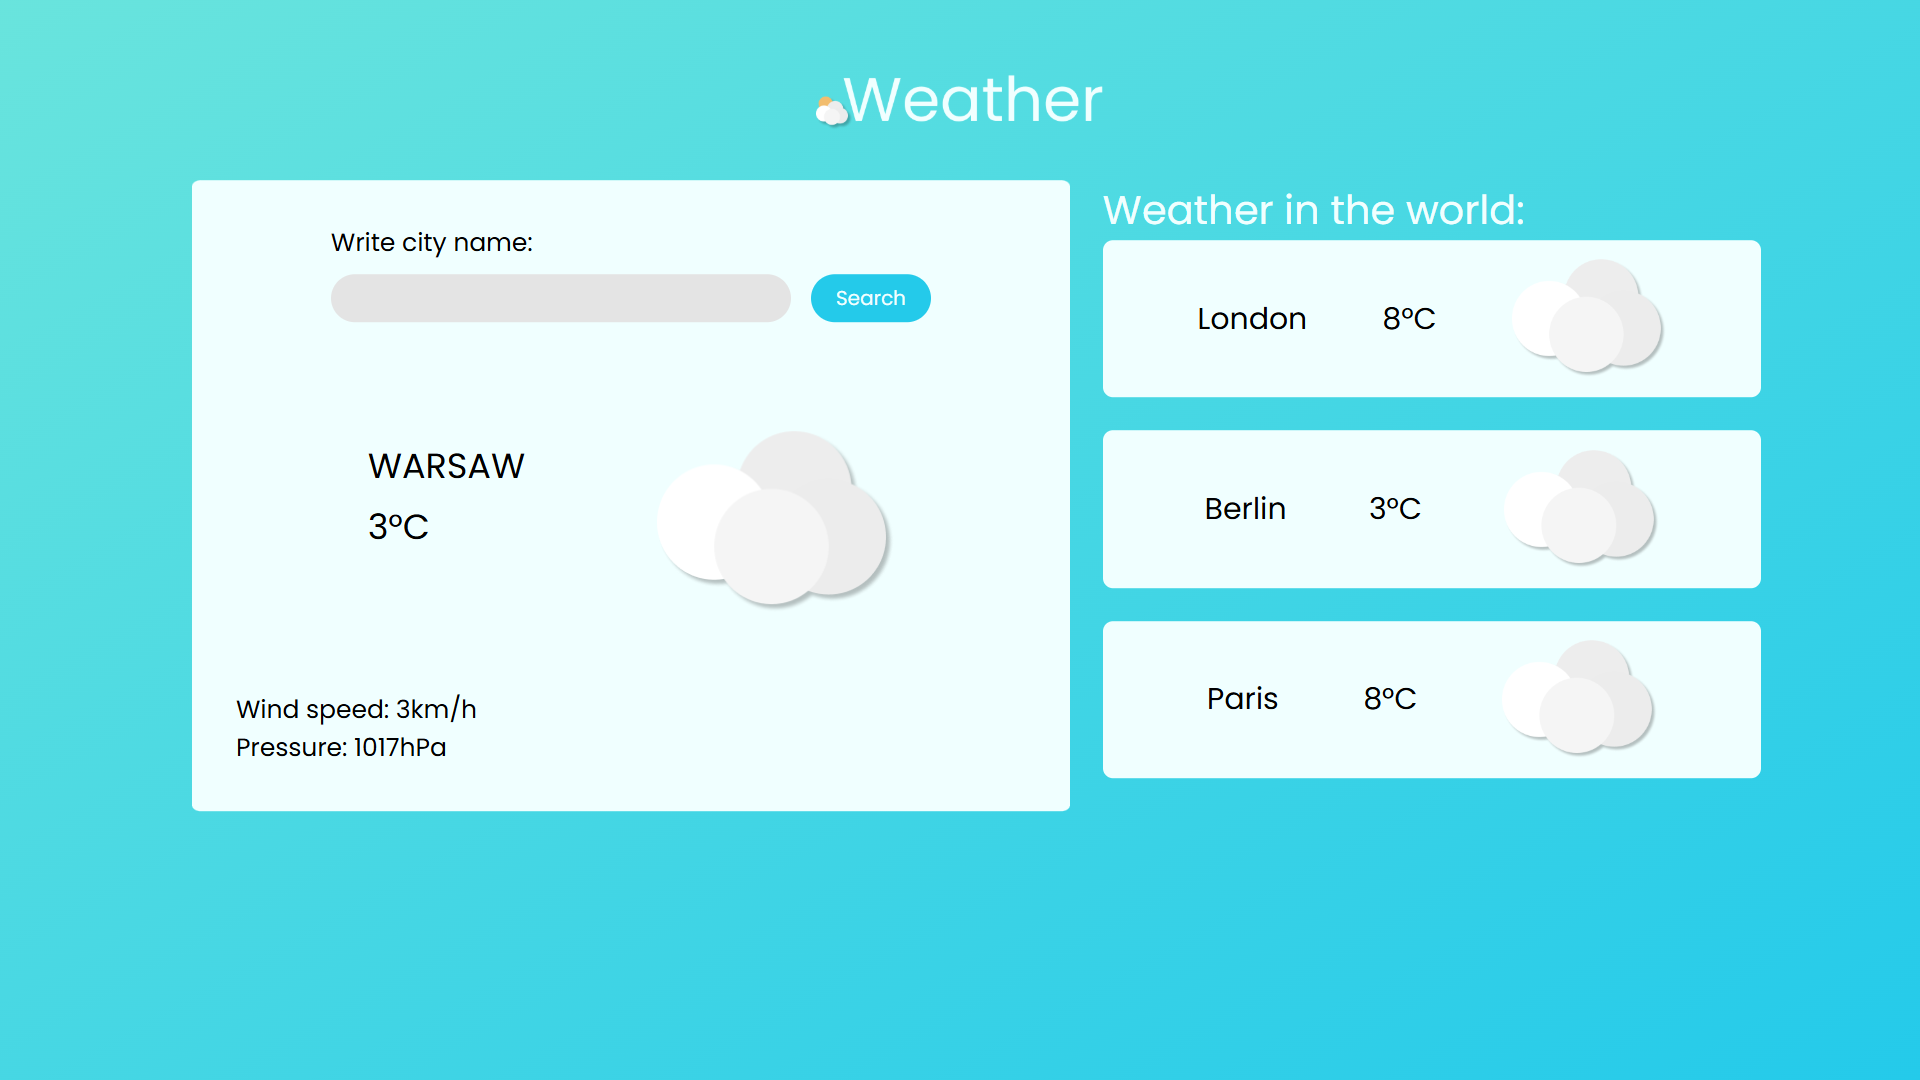 Weather
Write city name:
Search
WARSAW
3°C
Wind speed: 3km/h
Pressure: 1017hPa
Weather in the world:
London 8°C
Berlin 3°C
Paris 8°C